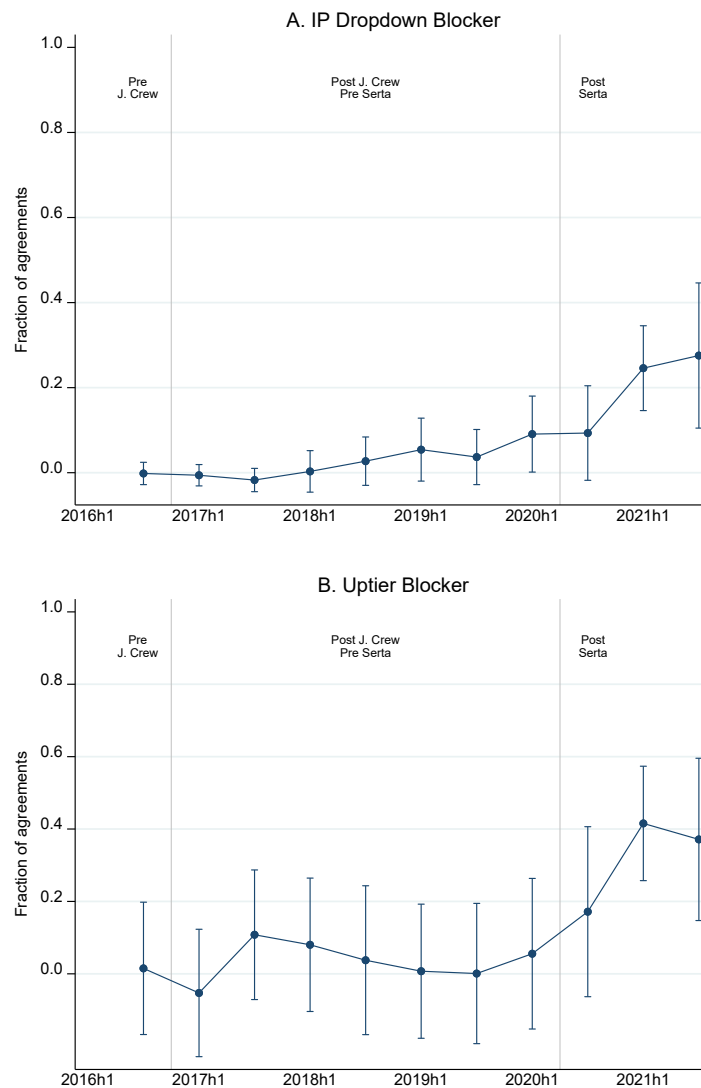 A. IP Dropdown Blocker
Fraction of agreements
1.0
0.8
0.6
0.4
0.2
0.0
Pre
J. Crew
Post J. Crew
Pre Serta
Post
Serta
2016h1 2017h1 2018h1 2019h1 2020h1 2021h1
B. Uptier Blocker
Fraction of agreements
1.0
0.8
0.6
0.4
0.2
0.0
Pre
J. Crew
Post J. Crew
Pre Serta
Post
Serta
2016h1 2017h1 2018h1 2019h1 2020h1 2021h1